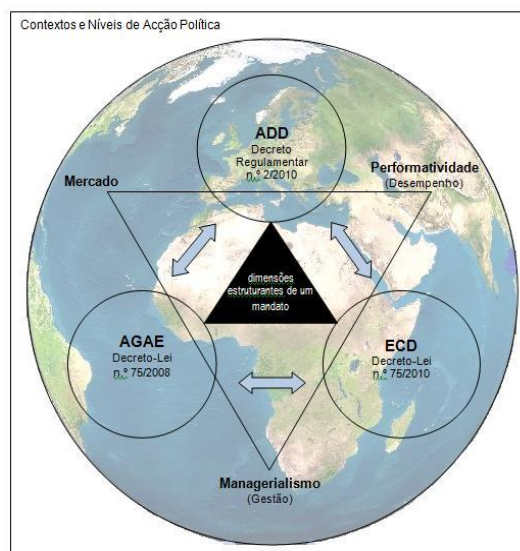 Contextos e Níveis de Acção Política
ADD
Decreto
Regulamentar
n.º 2/2010
Mercado
Performatividade
(Desempenho)
dimensões
estruturantes de um
mandato
AGAE
Decreto-Lei
n.º 75/2008
ECD
Decreto-Lei
n.º 75/2010
Managerialismo
(Gestão)